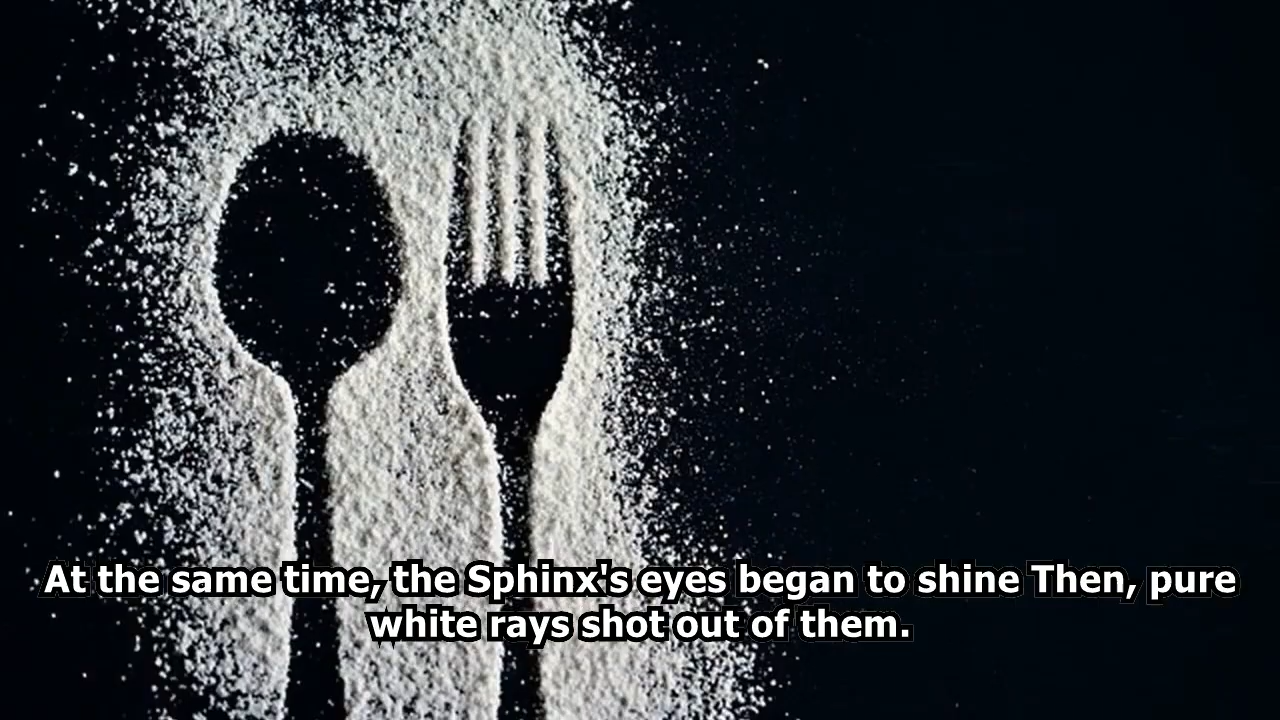 At the same time, the Sphinx's eyes began to shine Then, pure
white rays shot out of them.